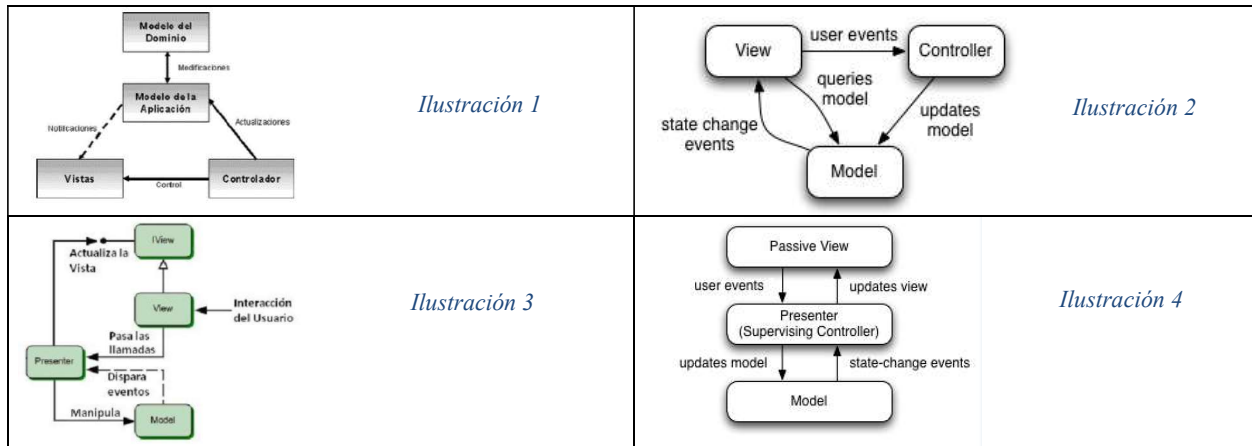 Modelo del
Dominio
Modificaciones
Modelo de la
Aplicación
Notificaciones
Actualizaciones
Vistas
Control
Controlador
Ilustración 1
View
user events
Controller
queries
model
updates
model
state change
events
Model
Ilustración 2
Actualiza la
Vista
IView
View
Interacción
del Usuario
Pasa las
llamadas
Presenter
Dispara
eventos
Manipula
Model
Ilustración 3
Passive View
user events
updates view
Presenter
(Supervising Controller)
updates model
state-change events
Model
Ilustración 4